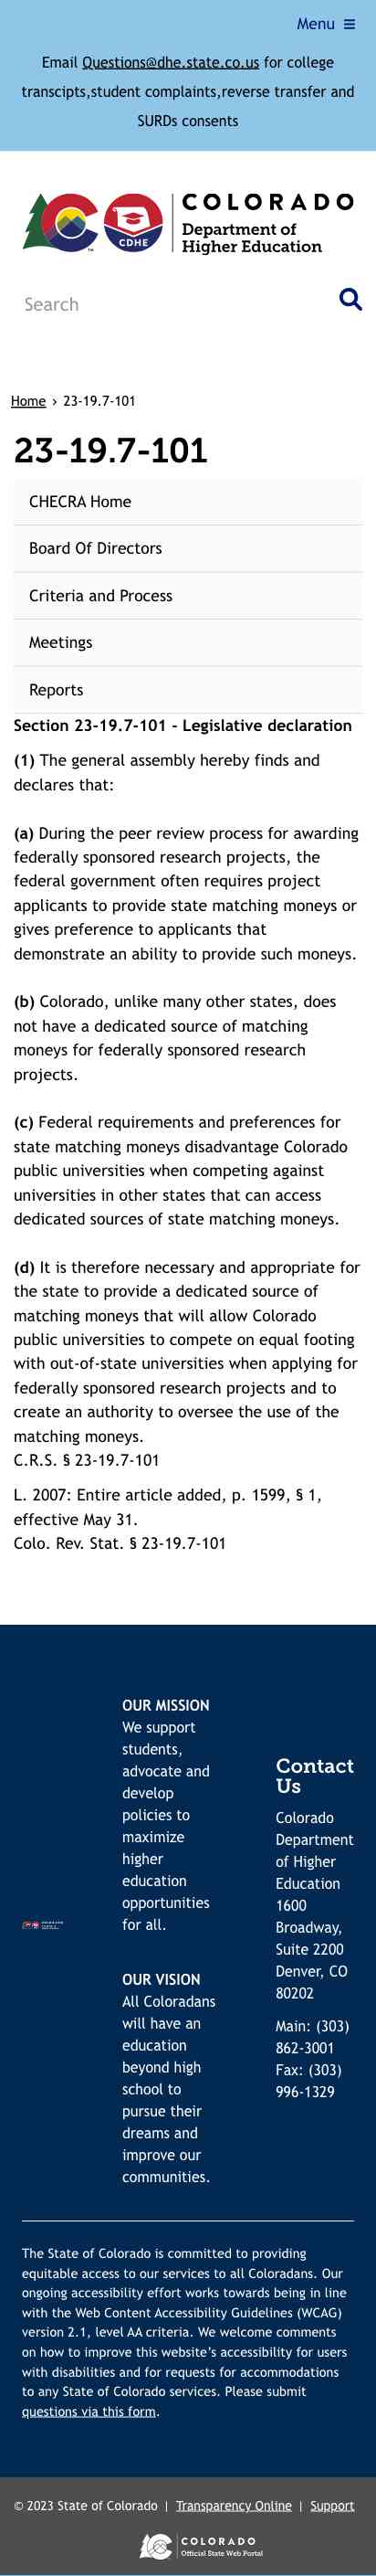 Menu
Email Questions@dhe.state.co.us for college
transcipts,student complaints,reverse transfer and
SURDs consents
CO
CDHE
COLORADO
Department of
Higher Education
Search
Home › 23-19.7-101
23-19.7-101
CHECRA Home
Board Of Directors
Criteria and Process
Meetings
Reports
Section 23-19.7-101 - Legislative declaration
(1) The general assembly hereby finds and
declares that:
(a) During the peer review process for awarding
federally sponsored research projects, the
federal government often requires project
applicants to provide state matching moneys or
gives preference to applicants that
demonstrate an ability to provide such moneys.
(b) Colorado, unlike many other states, does
not have a dedicated source of matching
moneys for federally sponsored research
projects.
(c) Federal requirements and preferences for
state matching moneys disadvantage Colorado
public universities when competing against
universities in other states that can access
dedicated sources of state matching moneys.
(d) It is therefore necessary and appropriate for
the state to provide a dedicated source of
matching moneys that will allow Colorado
public universities to compete on equal footing
with out-of-state universities when applying for
federally sponsored research projects and to
create an authority to oversee the use of the
matching moneys.
C.R.S. § 23-19.7-101
L. 2007: Entire article added, p. 1599, § 1,
effective May 31.
Colo. Rev. Stat. § 23-19.7-101
OUR MISSION
We support
students,
advocate and
develop
policies to
maximize
higher
education
opportunities
for all.
OUR VISION
All Coloradans
will have an
education
beyond high
school to
pursue their
dreams and
improve our
communities.
Contact
Us
Colorado
Department
of Higher
Education
1600
Broadway,
Suite 2200
Denver, CO
80202
Main: (303)
862-3001
Fax: (303)
996-1329
The State of Colorado is committed to providing
equitable access to our services to all Coloradans. Our
ongoing accessibility effort works towards being in line
with the Web Content Accessibility Guidelines (WCAG)
version 2.1, level AA criteria. We welcome comments
on how to improve this website's accessibility for users
with disabilities and for requests for accommodations
to any State of Colorado services. Please submit
questions via this form.
© 2023 State of Colorado | Transparency Online | Support
CO
COLORADO
Official State Web Portal